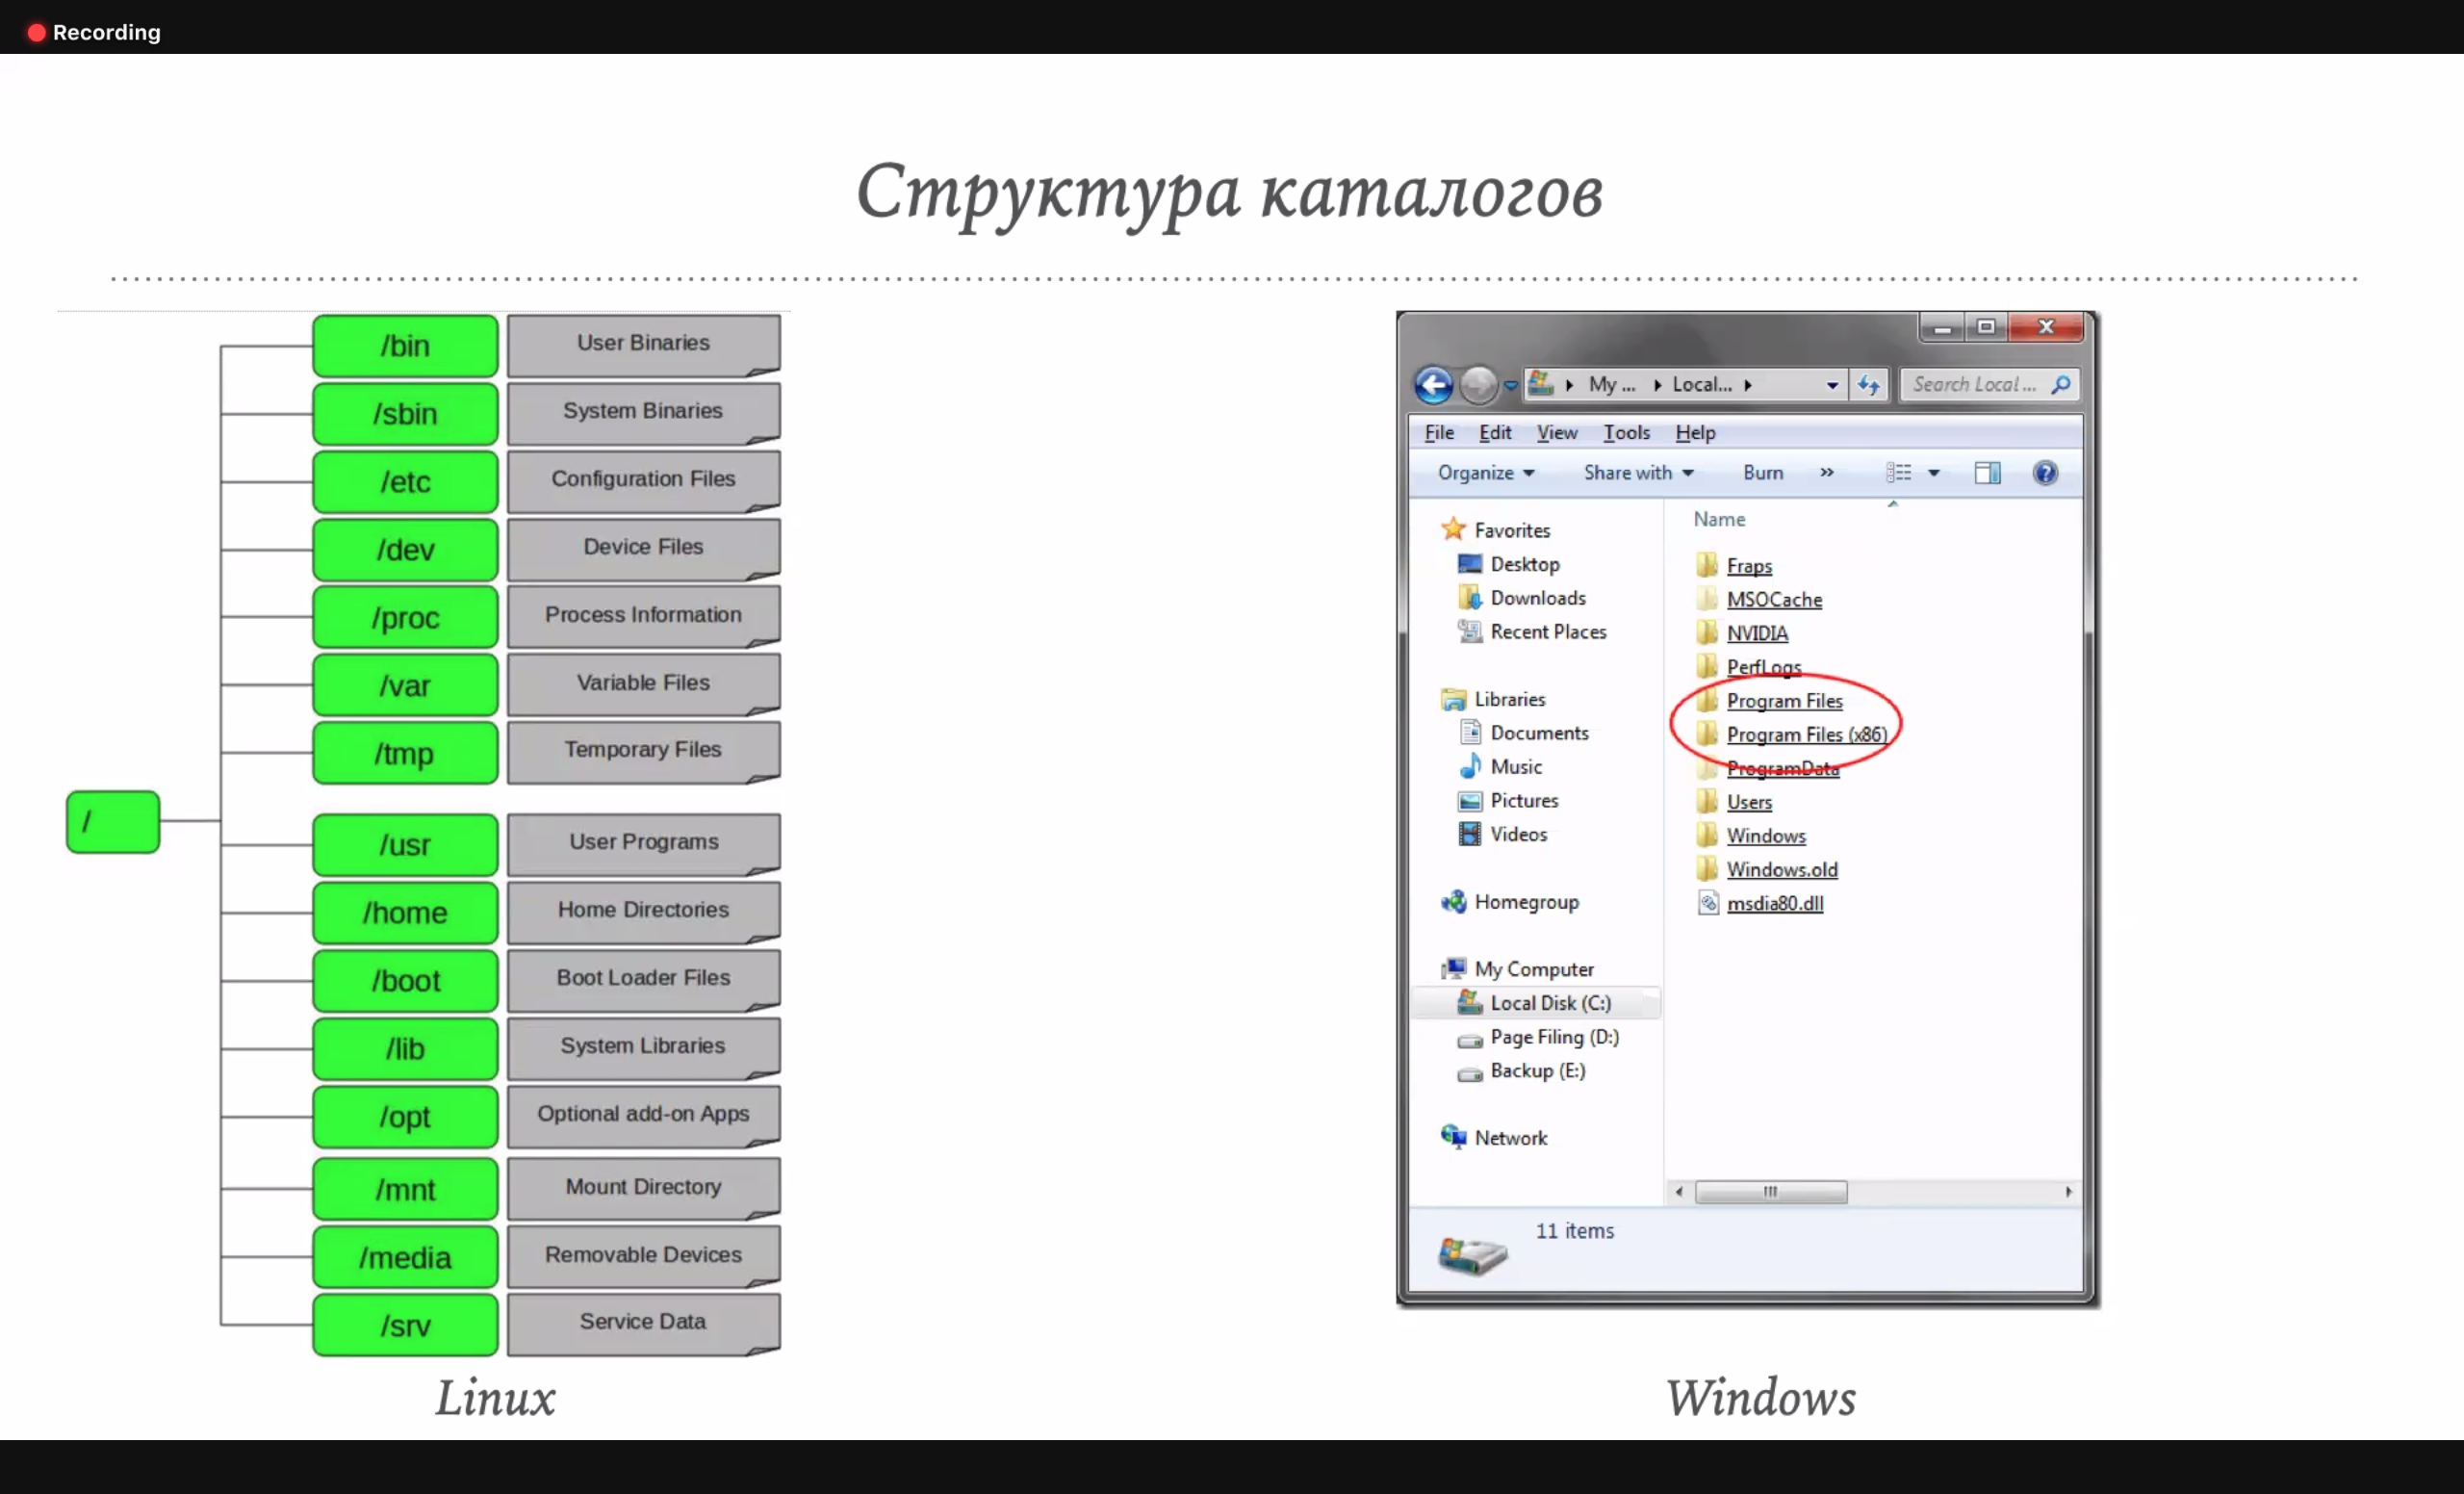 Recording
Структура каталогов
/
/bin User Binaries
/sbin System Binaries
/etc Configuration Files
/dev Device Files
/proc Process Information
/var Variable Files
/tmp Temporary Files
/usr User Programs
/home Home Directories
/boot Boot Loader Files
/lib System Libraries
/opt Optional add-on Apps
/mnt Mount Directory
/media Removable Devices
/srv Service Data
Linux
My ... Local... Search Local ...
File Edit View Tools Help
Organize Share with Burn »
Favorites
Desktop
Downloads
Recent Places
Libraries
Documents
Music
Pictures
Videos
Homegroup
My Computer
Local Disk (C:)
Page Filing (D:)
Backup (E:)
Network
Name
Fraps
MSOCache
NVIDIA
PerfLogs
Program Files
Program Files (x86)
ProgramData
Users
Windows
Windows.old
msdia80.dll
11 items
Windows